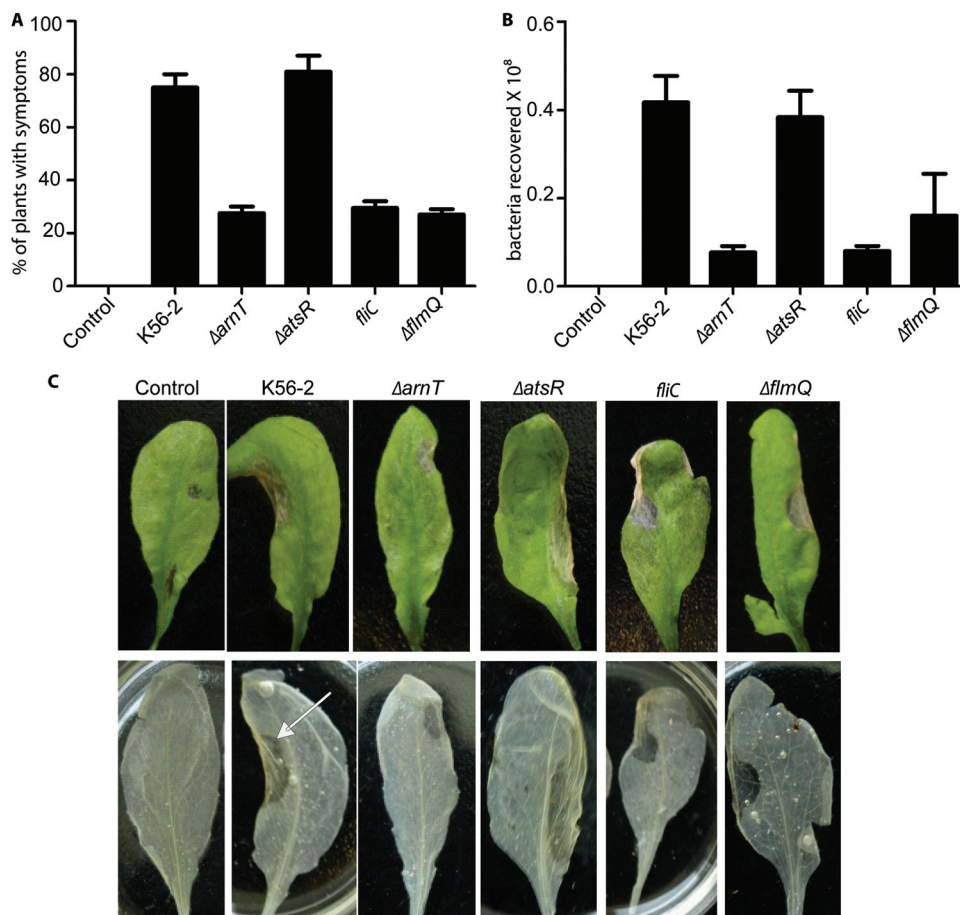 A
% of plants with symptoms
100
80
60
40
20
0
Control
K56-2
ΔarnT
ΔatsR
fliC
ΔflmQ
B
bacteria recovered X 10⁸
0.6
0.4
0.2
0.0
Control
K56-2
ΔarnT
ΔatsR
fliC
ΔflmQ
C
Control K56-2 ΔarnT ΔatsR fliC ΔflmQ